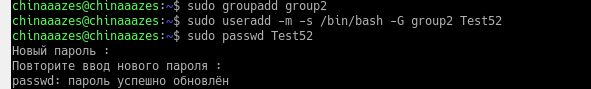 chinaaazes@chinaaazes:~$ sudo groupadd group2
chinaaazes@chinaaazes:~$ sudo useradd -m -s /bin/bash -G group2 Test52
chinaaazes@chinaaazes:~$ sudo passwd Test52
Новый пароль :
Повторите ввод нового пароля :
passwd: пароль успешно обновлён